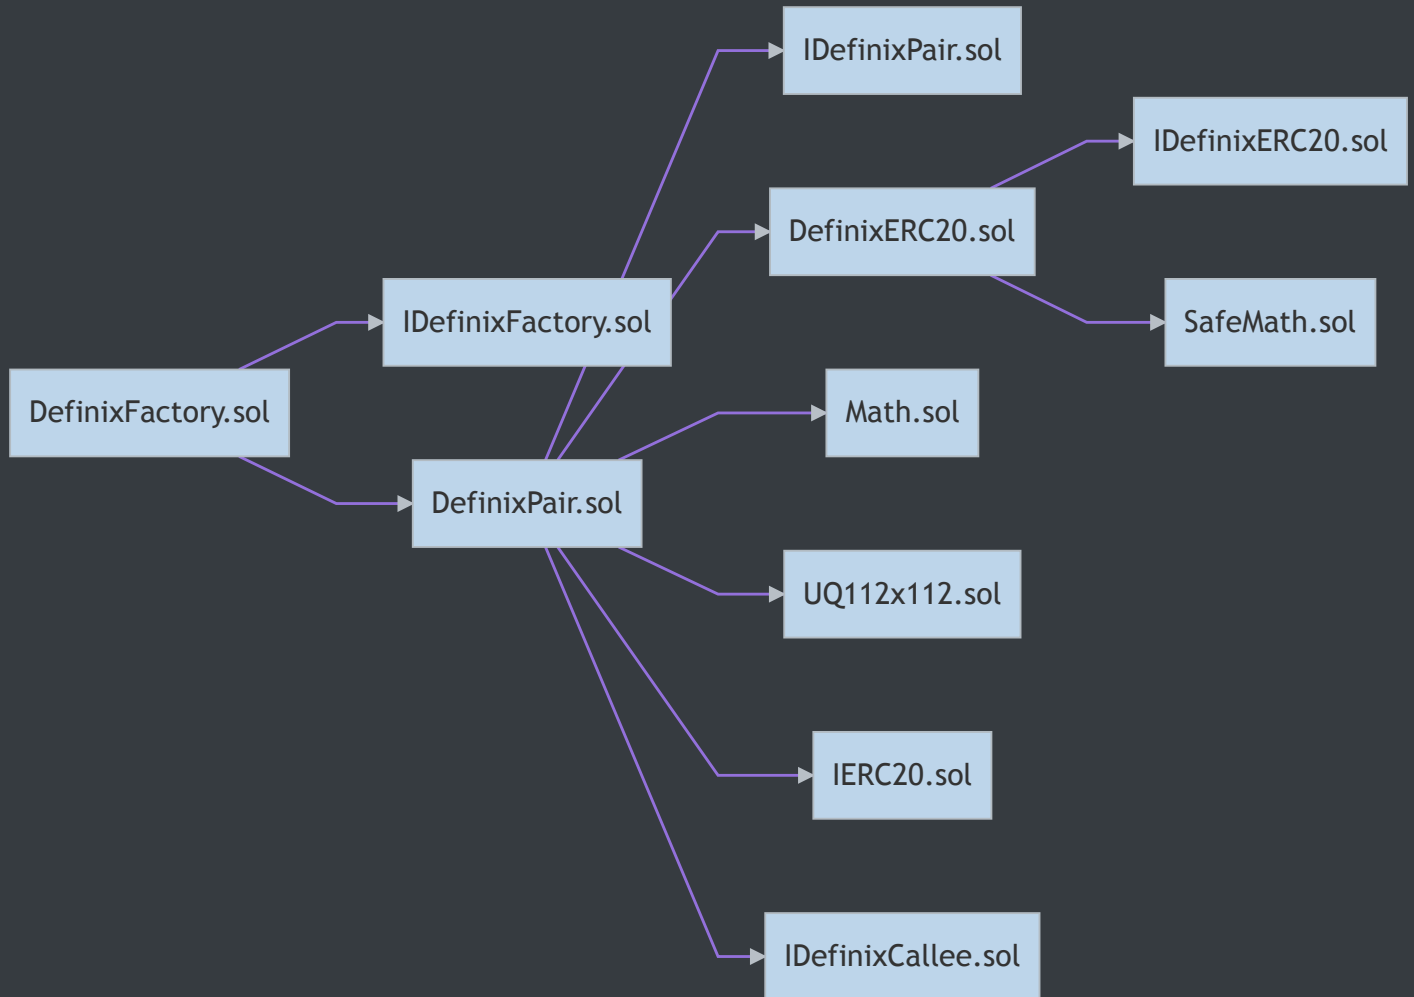 IDefinixPair.sol
IDefinixERC20.sol
DefinixERC20.sol
IDefinixFactory.sol
SafeMath.sol
DefinixFactory.sol
Math.sol
DefinixPair.sol
UQ112x112.sol
IERC20.sol
IDefinixCallee.sol